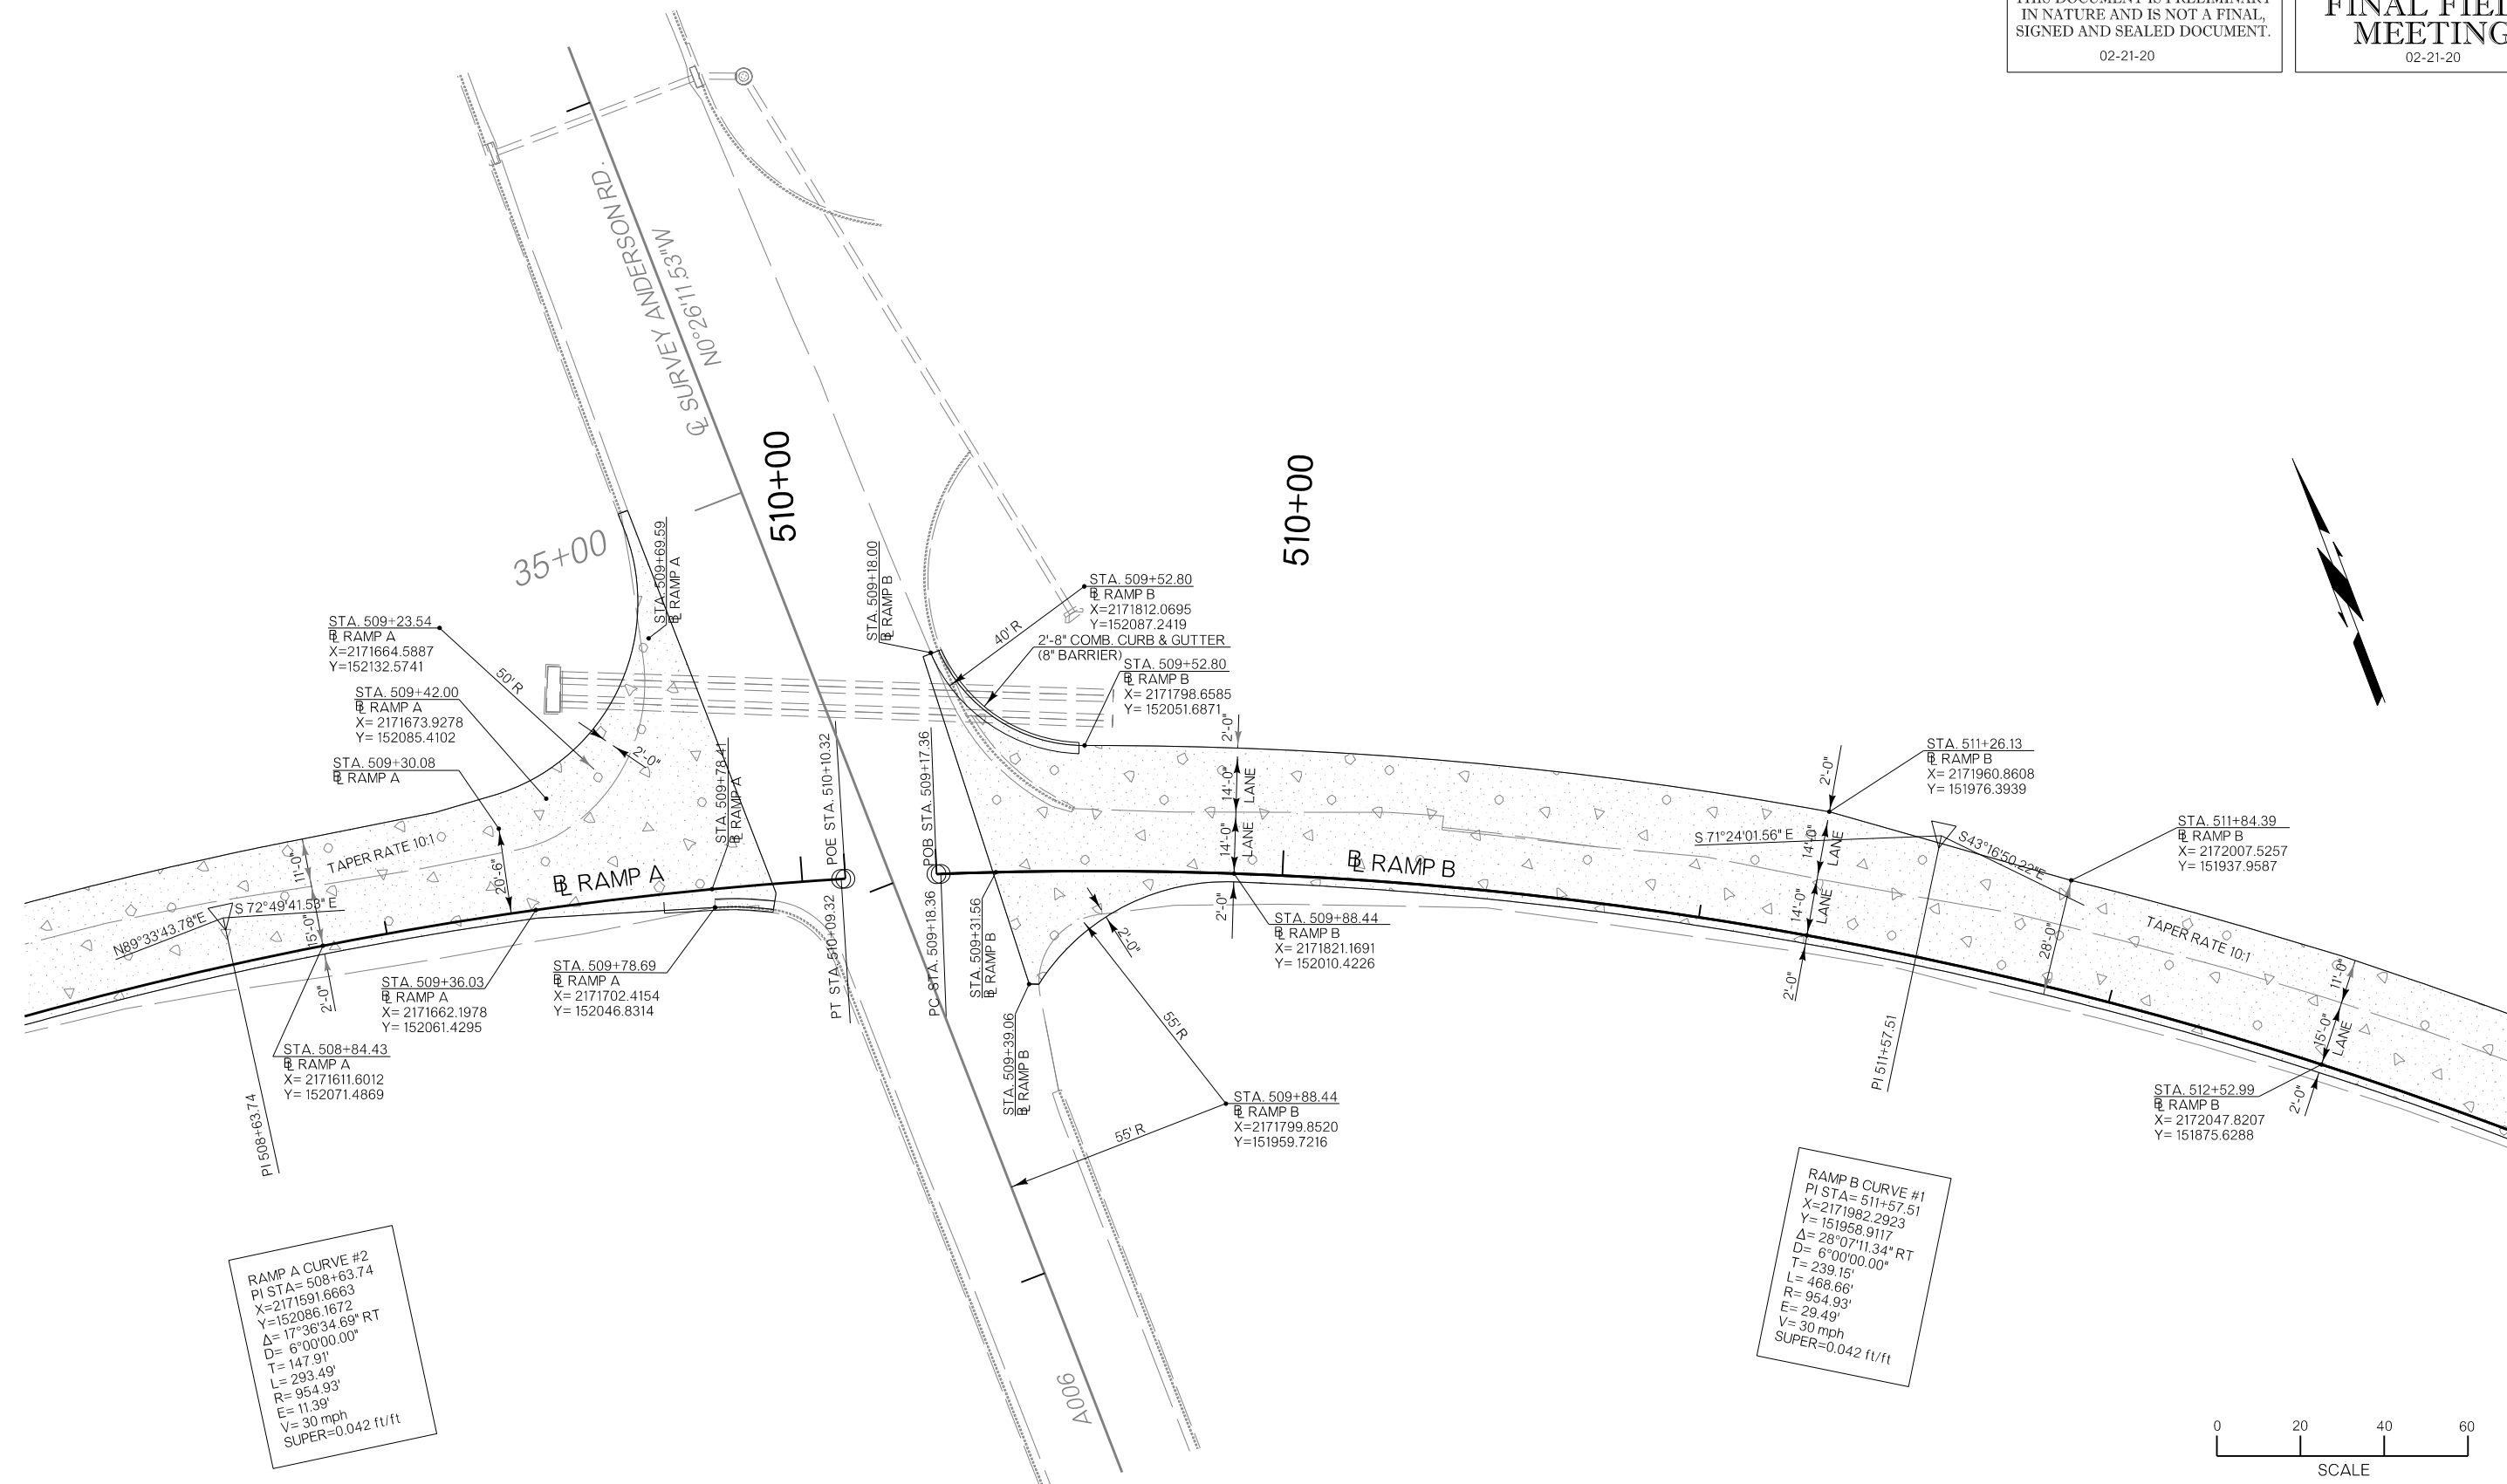 THIS DOCUMENT IS PRELIMINARY
IN NATURE AND IS NOT A FINAL,
SIGNED AND SEALED DOCUMENT.
02-21-20
FINAL FIEL
MEETING
02-21-20
℄ SURVEY ANDERSON RD.
N0°26'11.53"W
35+00
510+00
510+00
STA. 509+69.59
℄ RAMP A
STA. 509+23.54
℄ RAMP A
X=2171664.5887
Y=152132.5741
50' R
STA. 509+42.00
℄ RAMP A
X= 2171673.9278
Y= 152085.4102
STA. 509+30.08
℄ RAMP A
2'-0"
STA. 509+78.41
℄ RAMP A
POE STA. 510+10.32
PT STA. 510+09.32
11'-0"
TAPER RATE 10:1
20'-6"
℄ RAMP A
S 72°49'41.53" E
N89°33'43.78"E
15'-0"
2'-0"
STA. 509+36.03
℄ RAMP A
X= 2171662.1978
Y= 152061.4295
STA. 509+78.69
℄ RAMP A
X= 2171702.4154
Y= 152046.8314
STA. 508+84.43
℄ RAMP A
X= 2171611.6012
Y= 152071.4869
PI 508+63.74
RAMP A CURVE #2
PI STA= 508+63.74
X=2171591.6663
Y=152086.1672
Δ= 17°36'34.69" RT
D= 6°00'00.00"
T= 147.91'
L= 293.49'
R= 954.93'
E= 11.39'
V= 30 mph
SUPER=0.042 ft/ft
STA. 509+18.00
℄ RAMP B
STA. 509+52.80
℄ RAMP B
X=2171812.0695
Y=152087.2419
40' R
2'-8" COMB. CURB & GUTTER
(8" BARRIER)
STA. 509+52.80
℄ RAMP B
X= 2171798.6585
Y= 152051.6871
POB STA. 509+17.36
PC STA. 509+18.36
STA. 509+31.56
℄ RAMP B
STA. 509+39.06
℄ RAMP B
2'-0"
14'-0"
LANE
14'-0"
LANE
2'-0"
2'-0"
℄ RAMP B
STA. 509+88.44
℄ RAMP B
X= 2171821.1691
Y= 152010.4226
55' R
55' R
STA. 509+88.44
℄ RAMP B
X=2171799.8520
Y=151959.7216
A006
2'-0"
STA. 511+26.13
℄ RAMP B
X= 2171960.8608
Y= 151976.3939
S 71°24'01.56" E
14'-0"
LANE
14'-0"
LANE
2'-0"
S43°16'50.22"E
PI 511+57.51
28'-0"
STA. 511+84.39
℄ RAMP B
X= 2172007.5257
Y= 151937.9587
TAPER RATE 10:1
11'-0"
15'-0"
LANE
2'-0"
STA. 512+52.99
℄ RAMP B
X= 2172047.8207
Y= 151875.6288
RAMP B CURVE #1
PI STA= 511+57.51
X=2171982.2923
Y= 151958.9117
Δ= 28°07'11.34" RT
D= 6°00'00.00"
T= 239.15'
L= 468.66'
R= 954.93'
E= 29.49'
V= 30 mph
SUPER=0.042 ft/ft
0 20 40 60
SCALE